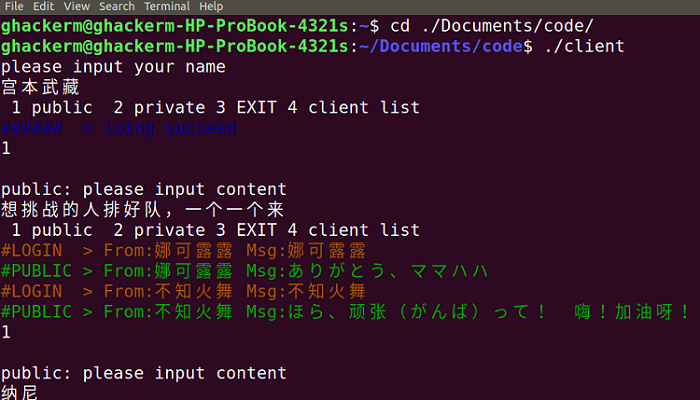 File Edit View Search Terminal Help
ghackerm@ghackerm-HP-ProBook-4321s:~$ cd ./Documents/code/
ghackerm@ghackerm-HP-ProBook-4321s:~/Documents/code$ ./client
please input your name
宫本武藏
1 public  2 private 3 EXIT 4 client list
######  > loing succeed
1
public: please input content
想挑战的人排好队，一个一个来
1 public  2 private 3 EXIT 4 client list
#LOGIN  > From:娜可露露 Msg:娜可露露
#PUBLIC > From:娜可露露 Msg:ありがとう、ママハハ
#LOGIN  > From:不知火舞 Msg:不知火舞
#PUBLIC > From:不知火舞 Msg:ほら、顽张（がんば）って！　嗨！加油呀！
1
public: please input content
纳尼